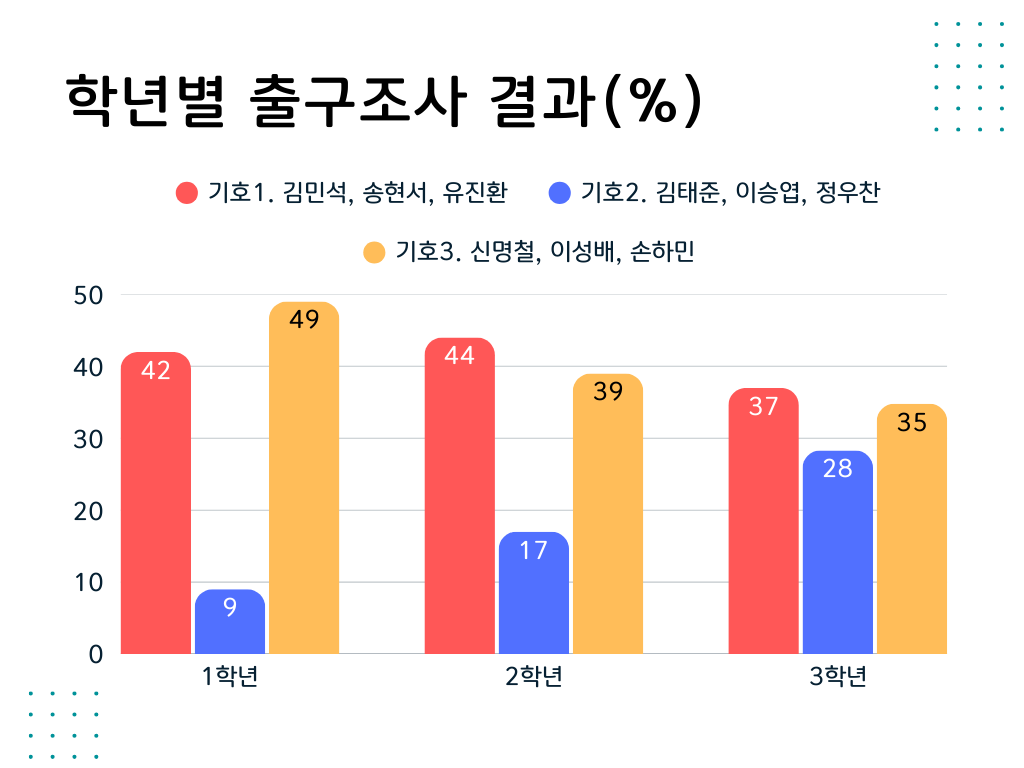 학년별 출구조사 결과(%)
기호1. 김민석, 송현서, 유진환 기호2. 김태준, 이승엽, 정우찬
기호3. 신명철, 이성배, 손하민
50
40
30
20
10
0
42 9 49
44 17 39
37 28 35
1학년 2학년 3학년